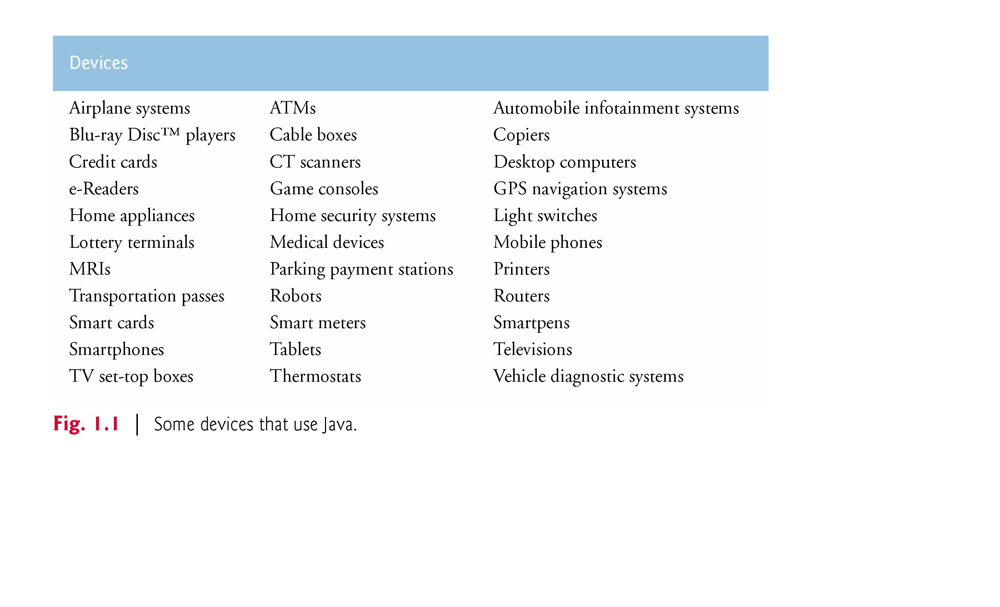 Devices
Airplane systems ATMs Automobile infotainment systems
Blu-ray Disc™ players Cable boxes Copiers
Credit cards CT scanners Desktop computers
e-Readers Game consoles GPS navigation systems
Home appliances Home security systems Light switches
Lottery terminals Medical devices Mobile phones
MRIs Parking payment stations Printers
Transportation passes Robots Routers
Smart cards Smart meters Smartpens
Smartphones Tablets Televisions
TV set-top boxes Thermostats Vehicle diagnostic systems
Fig. 1.1 | Some devices that use Java.